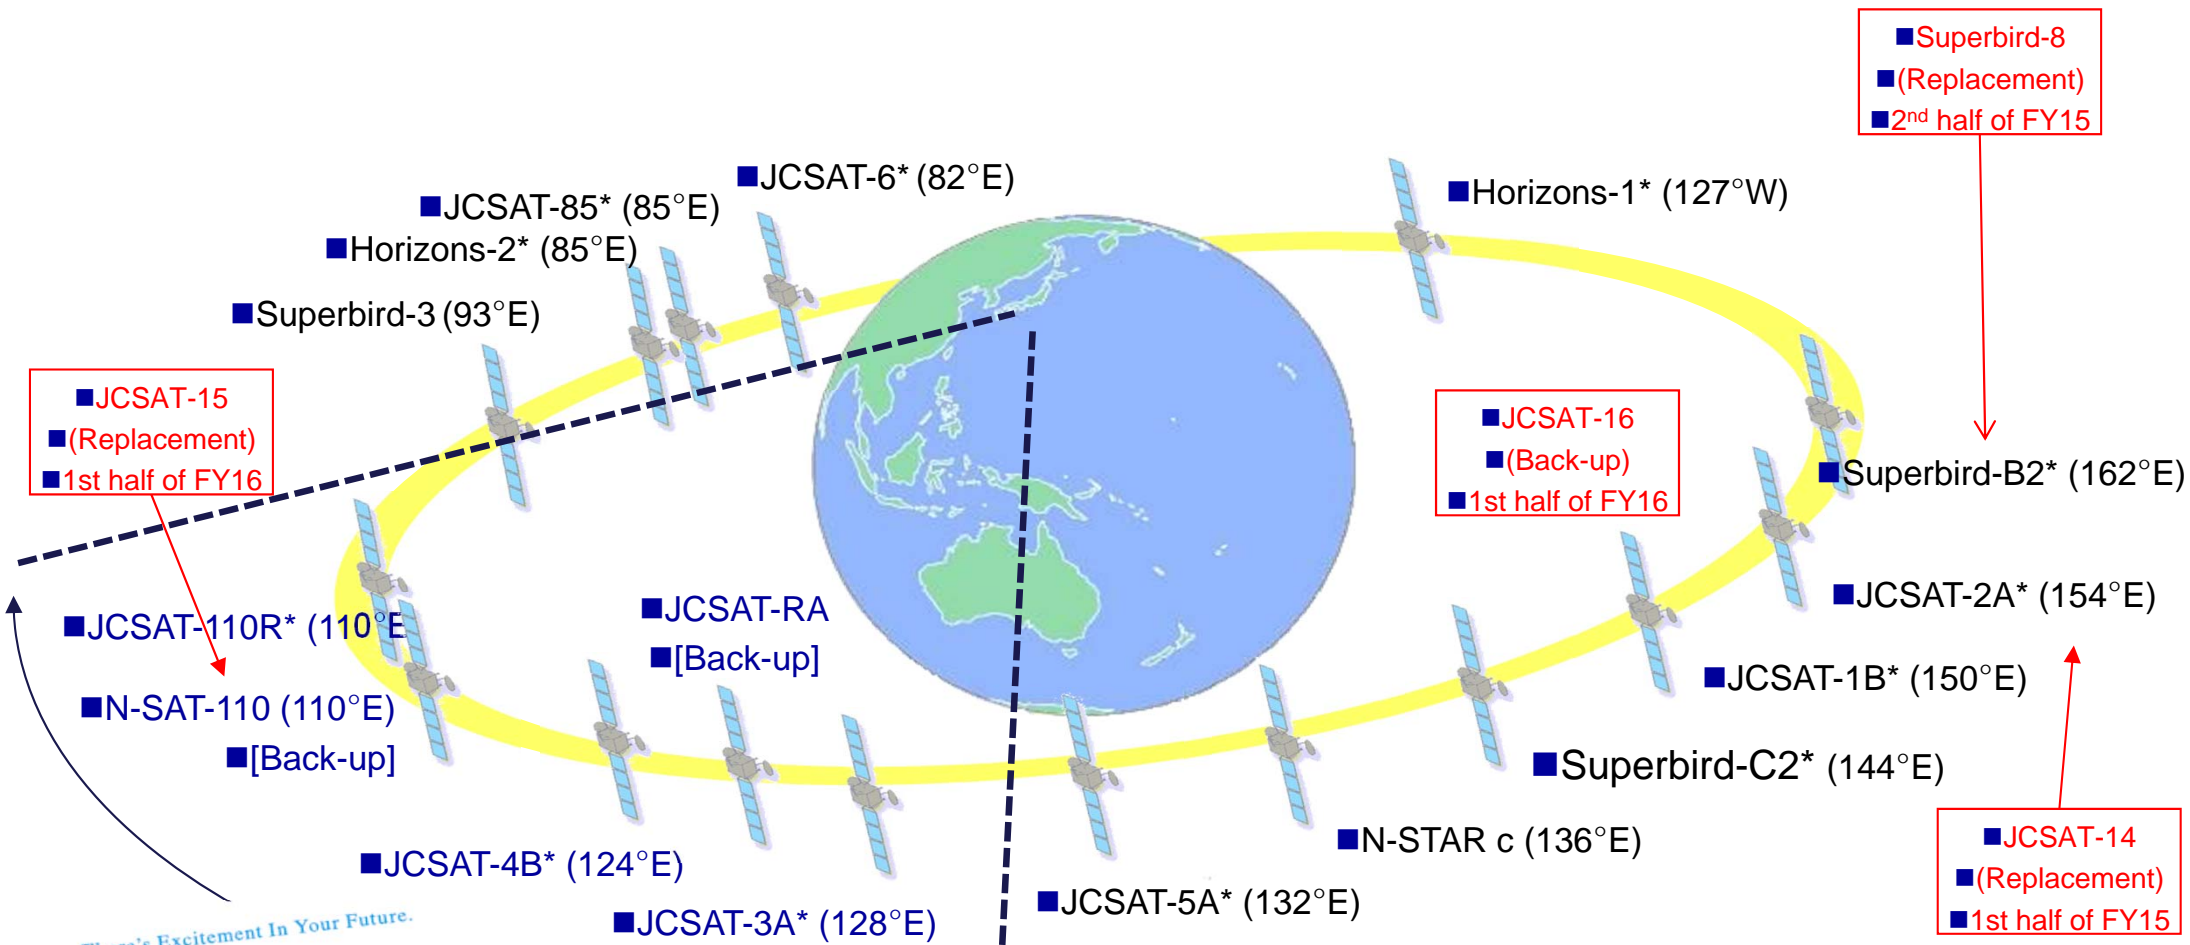 ■Superbird-8
■(Replacement)
■2nd half of FY15
■JCSAT-6* (82°E)
■Horizons-1* (127°W)
■JCSAT-85* (85°E)
■Horizons-2* (85°E)
■Superbird-3 (93°E)
■JCSAT-15
■(Replacement)
■1st half of FY16
■JCSAT-16
■(Back-up)
■1st half of FY16
■Superbird-B2* (162°E)
■JCSAT-2A* (154°E)
■JCSAT-110R* (110°E
■JCSAT-RA
■[Back-up]
■JCSAT-1B* (150°E)
■N-SAT-110 (110°E)
■[Back-up]
■Superbird-C2* (144°E)
■N-STAR c (136°E)
■JCSAT-14
■(Replacement)
■1st half of FY15
■JCSAT-4B* (124°E)
■JCSAT-5A* (132°E)
■JCSAT-3A* (128°E)
Excitement In Your Future.